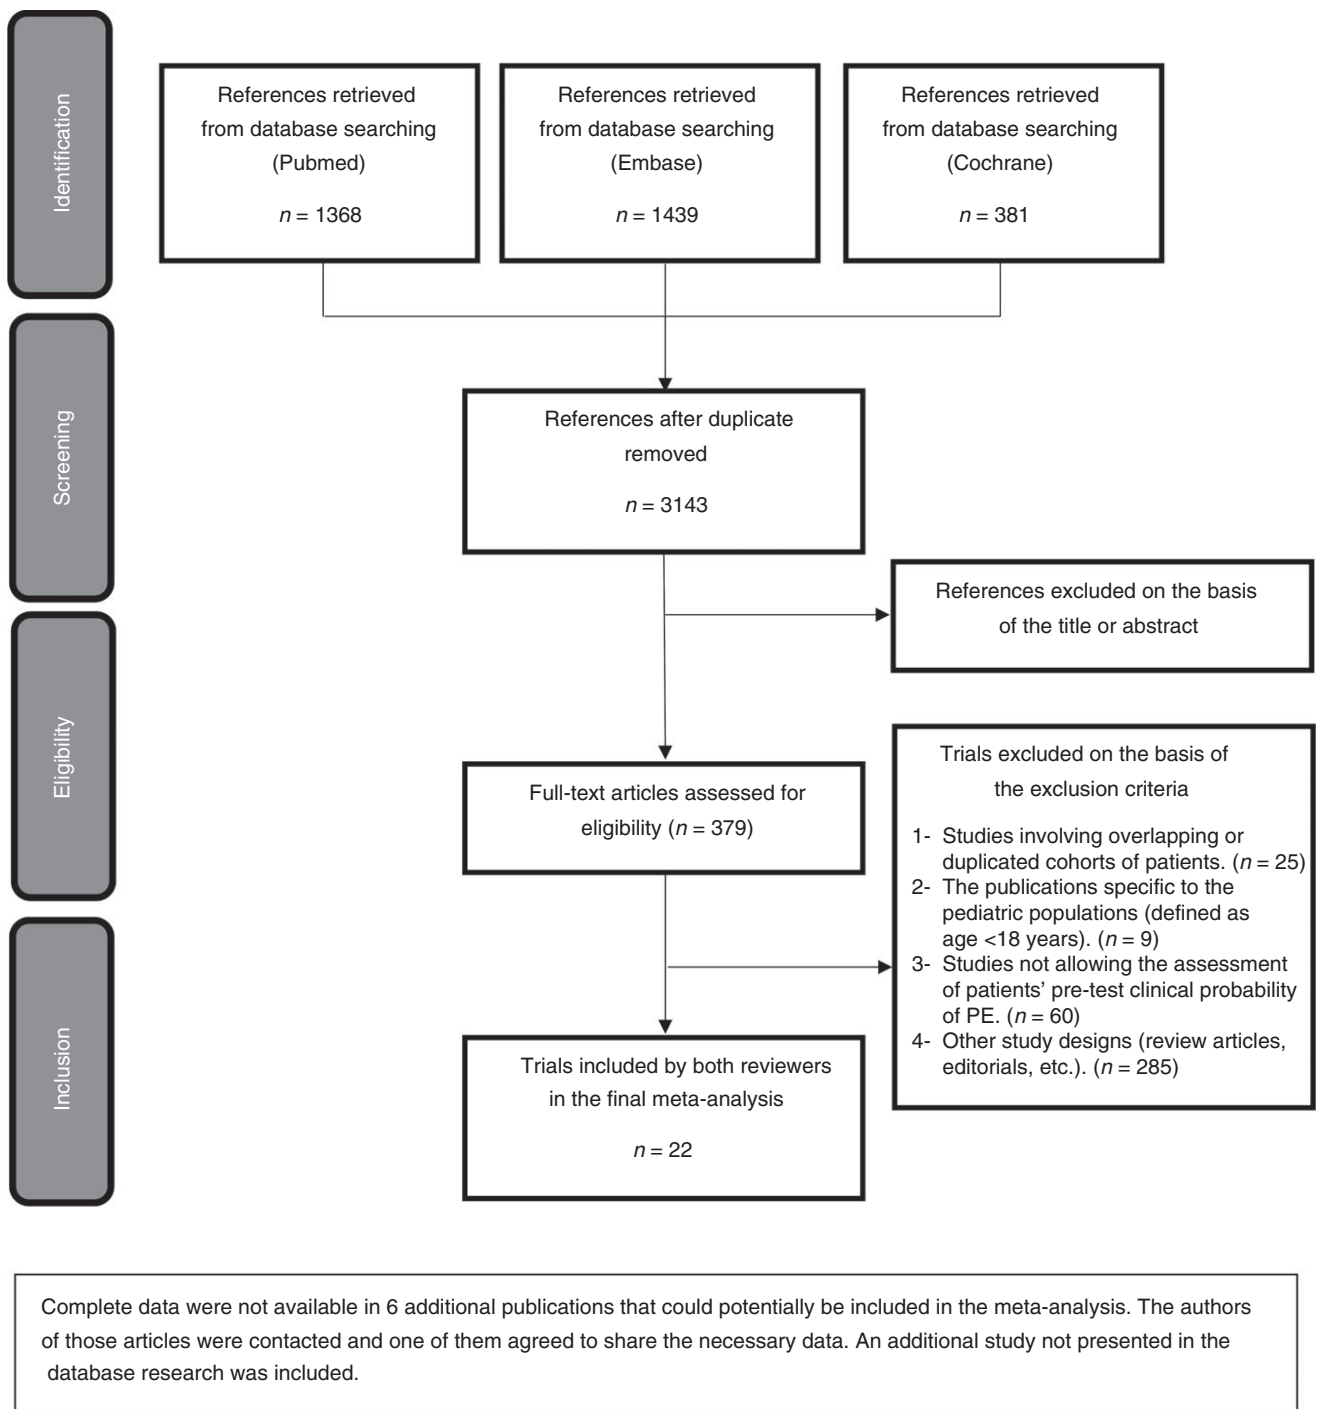 Identification
References retrieved
from database searching
(Pubmed)
n = 1368
References retrieved
from database searching
(Embase)
n = 1439
References retrieved
from database searching
(Cochrane)
n = 381
Screening
References after duplicate
removed
n = 3143
References excluded on the basis
of the title or abstract
Eligibility
Full-text articles assessed for
eligibility (n = 379)
Trials excluded on the basis of
the exclusion criteria
1- Studies involving overlapping or
duplicated cohorts of patients. (n = 25)
2- The publications specific to the
pediatric populations (defined as
age <18 years). (n = 9)
3- Studies not allowing the assessment
of patients’ pre-test clinical probability
of PE. (n = 60)
4- Other study designs (review articles,
editorials, etc.). (n = 285)
Inclusion
Trials included by both reviewers
in the final meta-analysis
n = 22
Complete data were not available in 6 additional publications that could potentially be included in the meta-analysis. The authors
of those articles were contacted and one of them agreed to share the necessary data. An additional study not presented in the
database research was included.